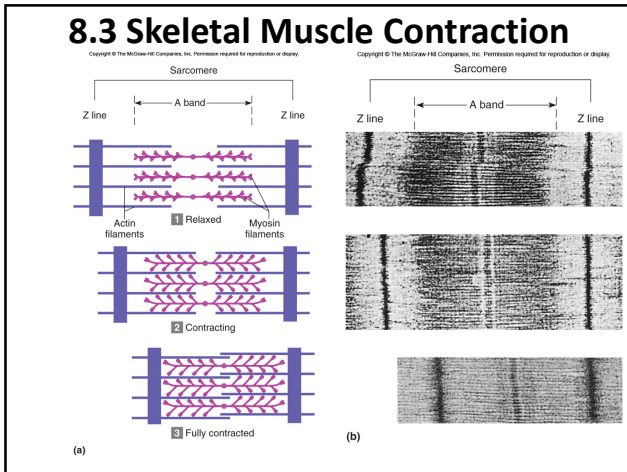 8.3 Skeletal Muscle Contraction
Copyright © The McGraw-Hill Companies, Inc. Permission required for reproduction or display.
Sarcomere
A band
Z line
Z line
Actin
filaments
1 Relaxed
Myosin
filaments
2 Contracting
3 Fully contracted
(a)
Copyright © The McGraw-Hill Companies, Inc. Permission required for reproduction or display.
Sarcomere
A band
Z line
Z line
(b)